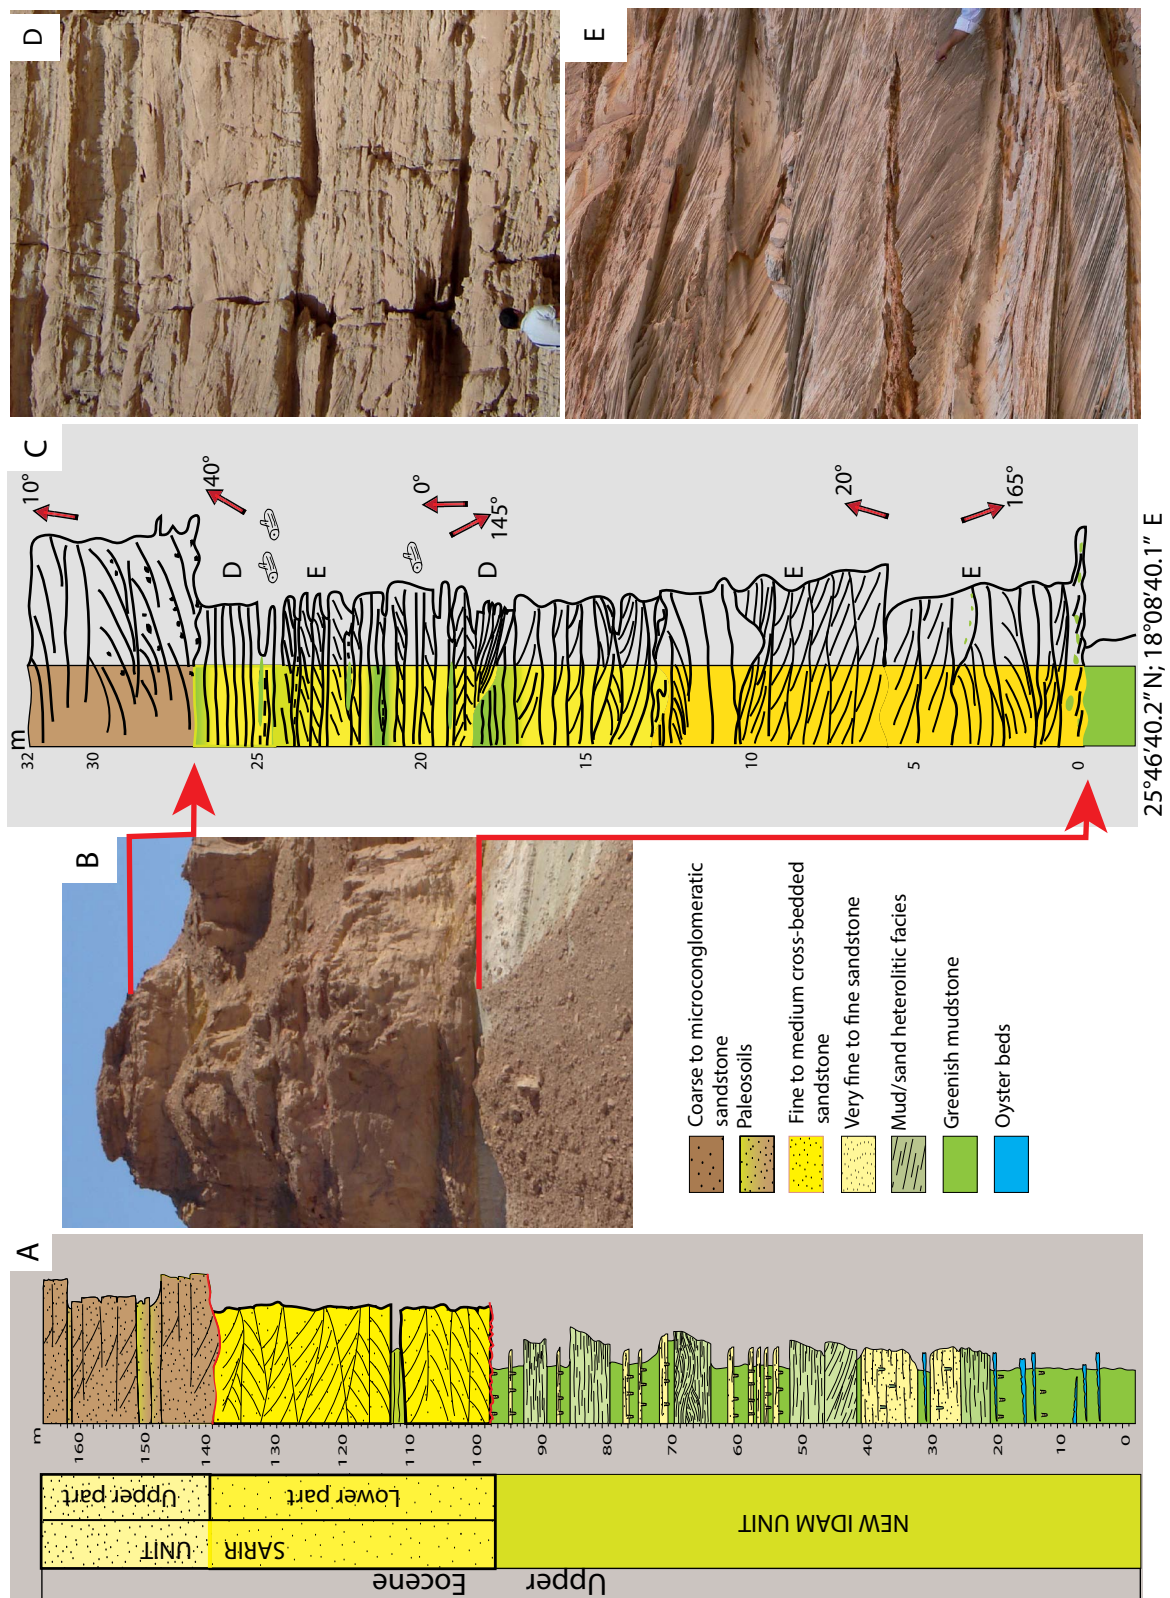 A
m
160
150
140
130
120
110
100
90
80
70
60
50
40
30
20
10
0
Upper part
Lower part
UNIT
SARIR
NEW IDAM UNIT
Eocene
Upper
B
Coarse to microconglomeratic
sandstone
Paleosoils
Fine to medium cross-bedded
sandstone
Very fine to fine sandstone
Mud/sand heterolitic facies
Greenish mudstone
Oyster beds
C
m
32
30
25
20
15
10
5
0
10°
40°
D
E
0°
145°
D
20°
E
165°
E
25°46’40.2’’N; 18°08’40.1’’ E
D
E